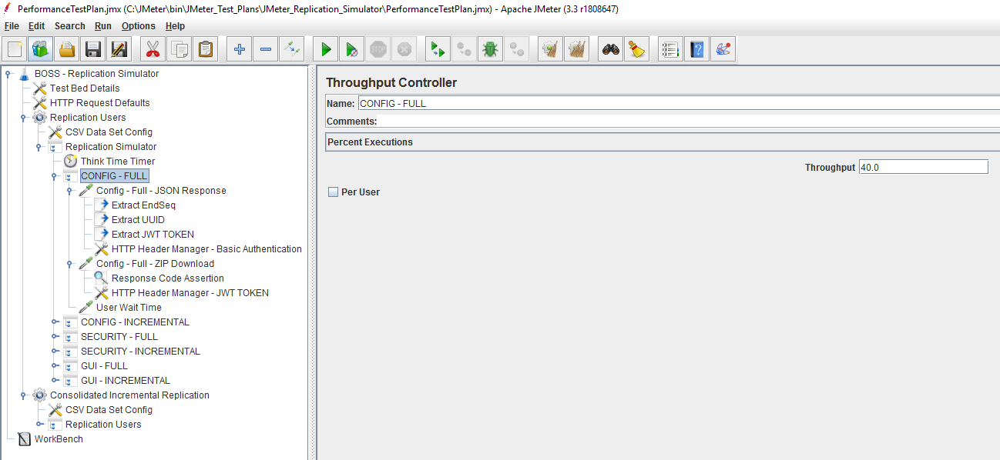 PerformanceTestPlan.jmx (C:\JMeter\bin\JMeter_Test_Plans\JMeter_Replication_Simulator\PerformanceTestPlan.jmx) - Apache JMeter (3.3 r1808647)
File Edit Search Run Options Help
STOP
BOSS - Replication Simulator
Test Bed Details
HTTP Request Defaults
Replication Users
CSV Data Set Config
Replication Simulator
Think Time Timer
CONFIG - FULL
Config - Full - JSON Response
Extract EndSeq
Extract UUID
Extract JWT TOKEN
HTTP Header Manager - Basic Authentication
Config - Full - ZIP Download
Response Code Assertion
HTTP Header Manager - JWT TOKEN
User Wait Time
CONFIG - INCREMENTAL
SECURITY - FULL
SECURITY - INCREMENTAL
GUI - FULL
GUI - INCREMENTAL
Consolidated Incremental Replication
CSV Data Set Config
Replication Users
WorkBench
Throughput Controller
Name: CONFIG - FULL
Comments:
Percent Executions
Throughput 40.0
Per User